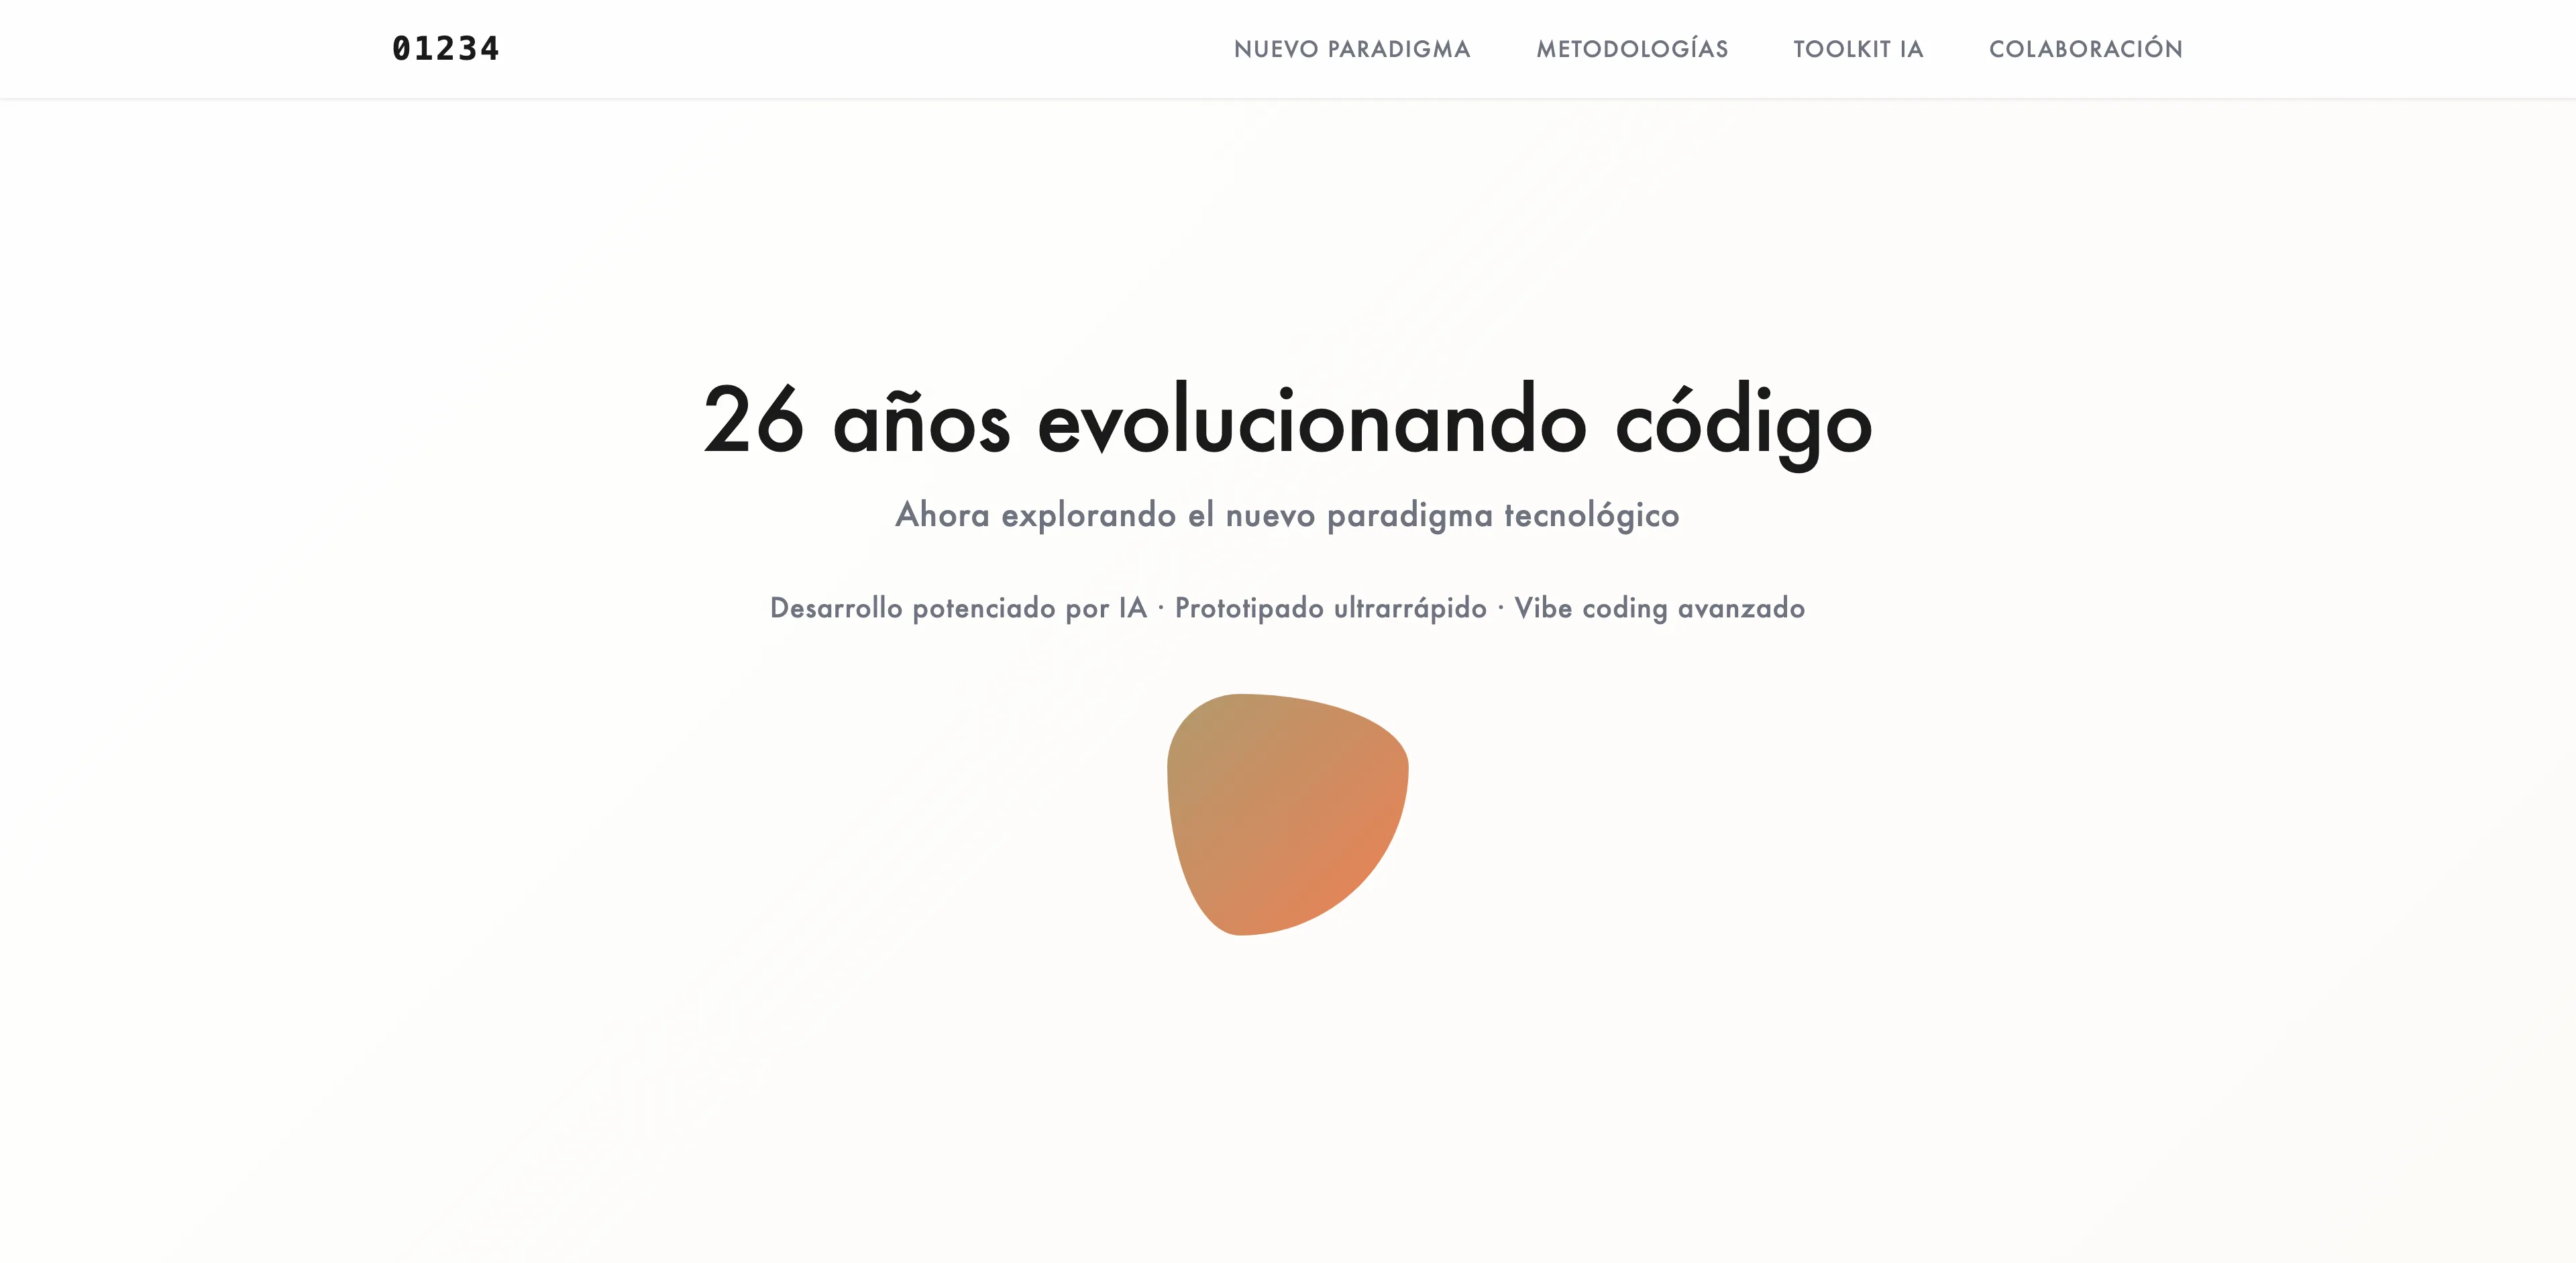 01234
NUEVO PARADIGMA METODOLOGÍAS TOOLKIT IA COLABORACIÓN
26 años evolucionando código
Ahora explorando el nuevo paradigma tecnológico
Desarrollo potenciado por IA · Prototipado ultrarrápido · Vibe coding avanzado